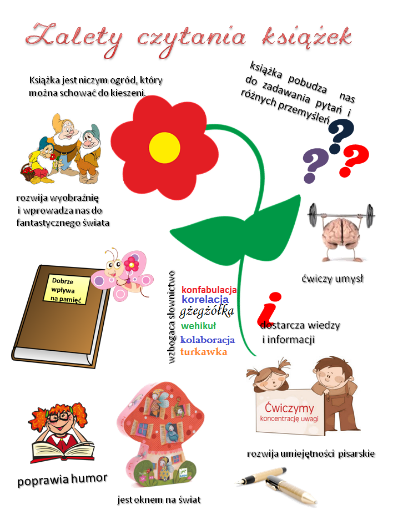 Zalety czytania książek
Książka jest niczym ogród, który
można schować do kieszeni.
książka pobudza nas
do zadawania pytań i
różnych przemyśleń
???
rozwija wyobraźnię
i wprowadza nas do
fantastycznego świata
ćwiczy umysł
Dobrze
wpływa
na pamięć
wzbogaca słownictwo
konfabulacja
korelacja
gżegżółka
wehikuł
kolaboracja
turkawka
i
dostarcza wiedzy
i informacji
Ćwiczymy
koncentrację uwagi
poprawia humor
jest oknem na świat
rozwija umiejętności pisarskie